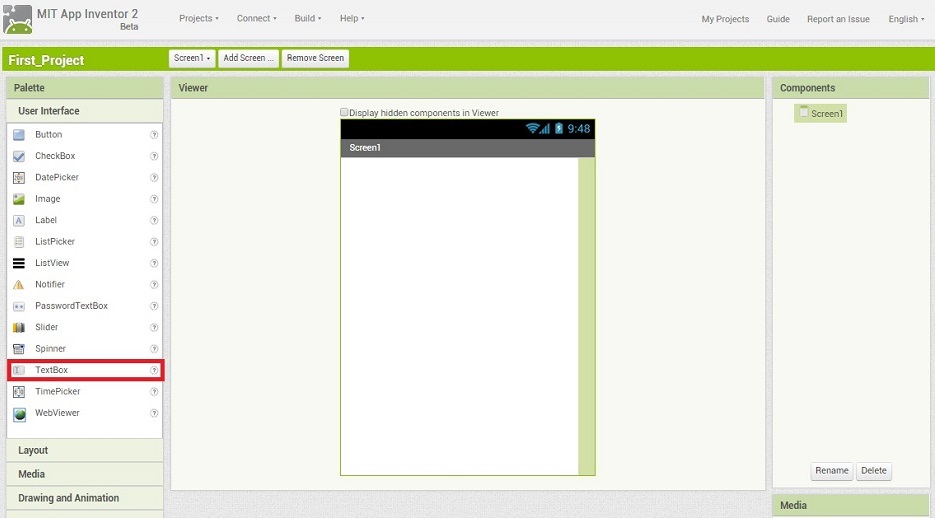 MIT App Inventor 2
Beta
Projects Connect Build Help My Projects Guide Report an Issue English
First_Project Screen1 Add Screen ... Remove Screen
Palette
User Interface
Button ?
CheckBox ?
DatePicker ?
Image ?
Label ?
ListPicker ?
ListView ?
Notifier ?
PasswordTextBox ?
Slider ?
Spinner ?
TextBox ?
TimePicker ?
WebViewer ?
Layout
Media
Drawing and Animation
Viewer
Display hidden components in Viewer
9:48
Screen1
Components
Screen1
Rename Delete
Media